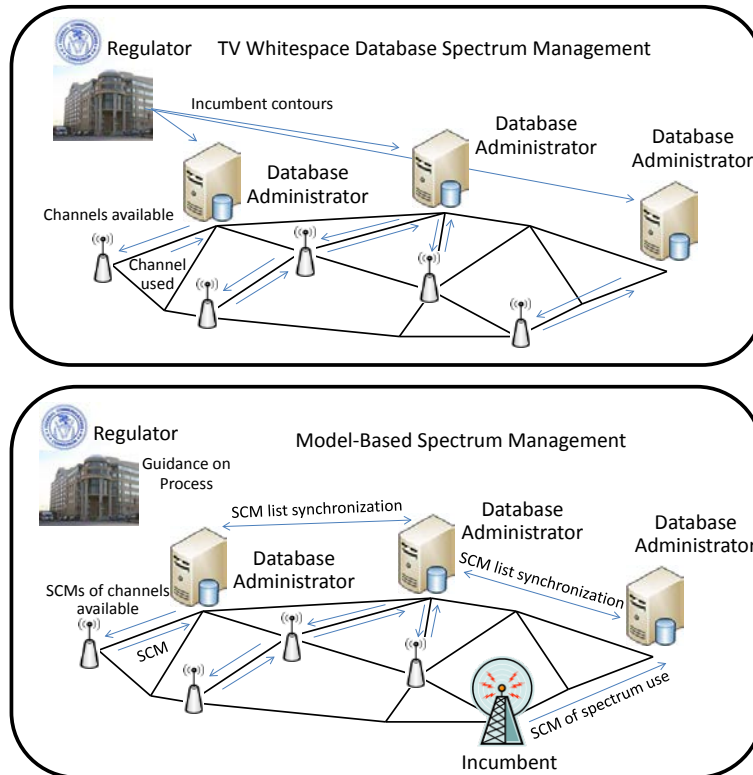 Regulator
TV Whitespace Database Spectrum Management
Incumbent contours
Database
Administrator
Database
Administrator
Database
Administrator
Channels available
Channel
used
Regulator
Model-Based Spectrum Management
Guidance on
Process
SCM list synchronization
Database
Administrator
Database
Administrator
Database
Administrator
SCM list synchronization
SCMs of channels
available
SCM
SCM of spectrum use
Incumbent